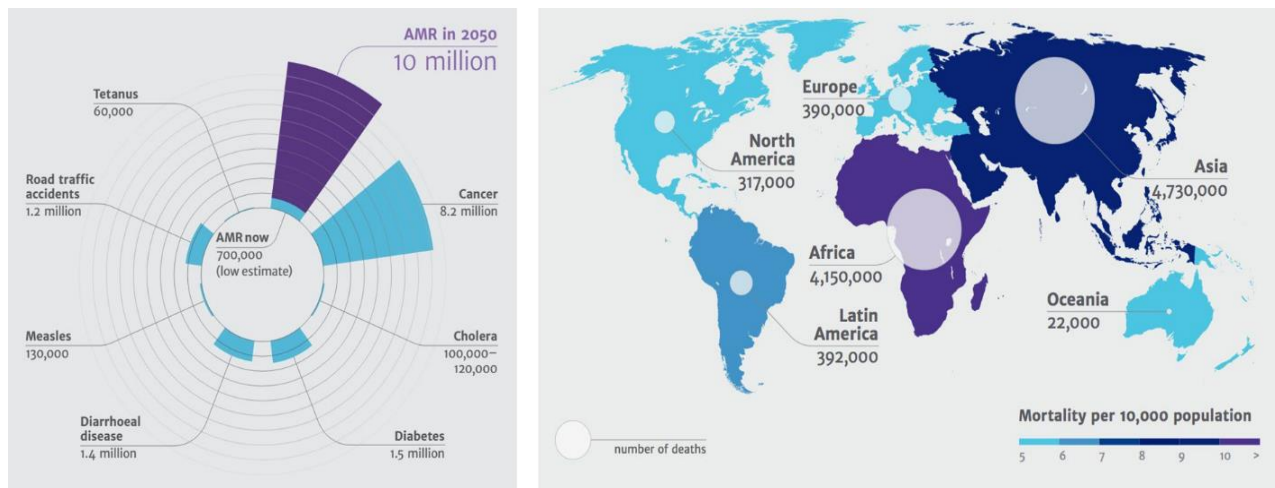 AMR in 2050
10 million
Tetanus
60,000
Road traffic
accidents
1.2 million
Cancer
8.2 million
AMR now
700,000
(low estimate)
Measles
130,000
Cholera
100,000–
120,000
Diarrhoeal
disease
1.4 million
Diabetes
1.5 million
Europe
390,000
North
America
317,000
Asia
4,730,000
Africa
4,150,000
Oceania
22,000
Latin
America
392,000
Mortality per 10,000 population
5 6 7 8 9 10 >
number of deaths